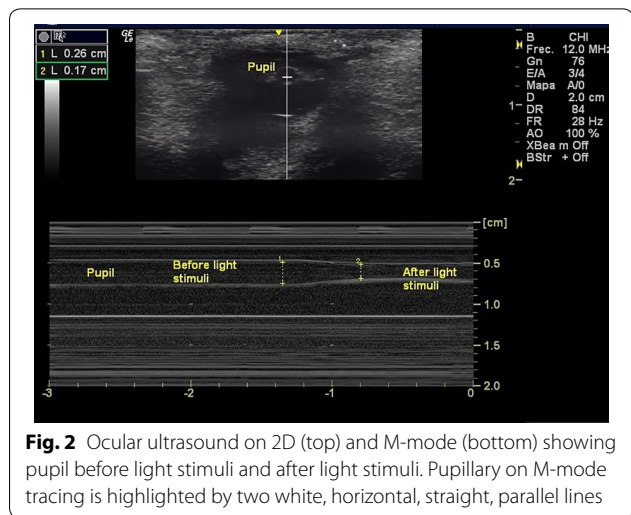 1 L 0.26 cm
2 L 0.17 cm
GE
Pupil
B CHI
Frec. 12.0 MHz
Gn 76
E/A 3/4
Mapa A/0
D 2.0 cm
DR 84
FR 28 Hz
AO 100 %
XBeam Off
BStr + Off
1
2
[cm]
0.5
1.0
1.5
2.0
Pupil
Before light
stimuli
1
2
After light
stimuli
-3
-2
-1
0
Fig. 2 Ocular ultrasound on 2D (top) and M-mode (bottom) showing
pupil before light stimuli and after light stimuli. Pupillary on M-mode
tracing is highlighted by two white, horizontal, straight, parallel lines